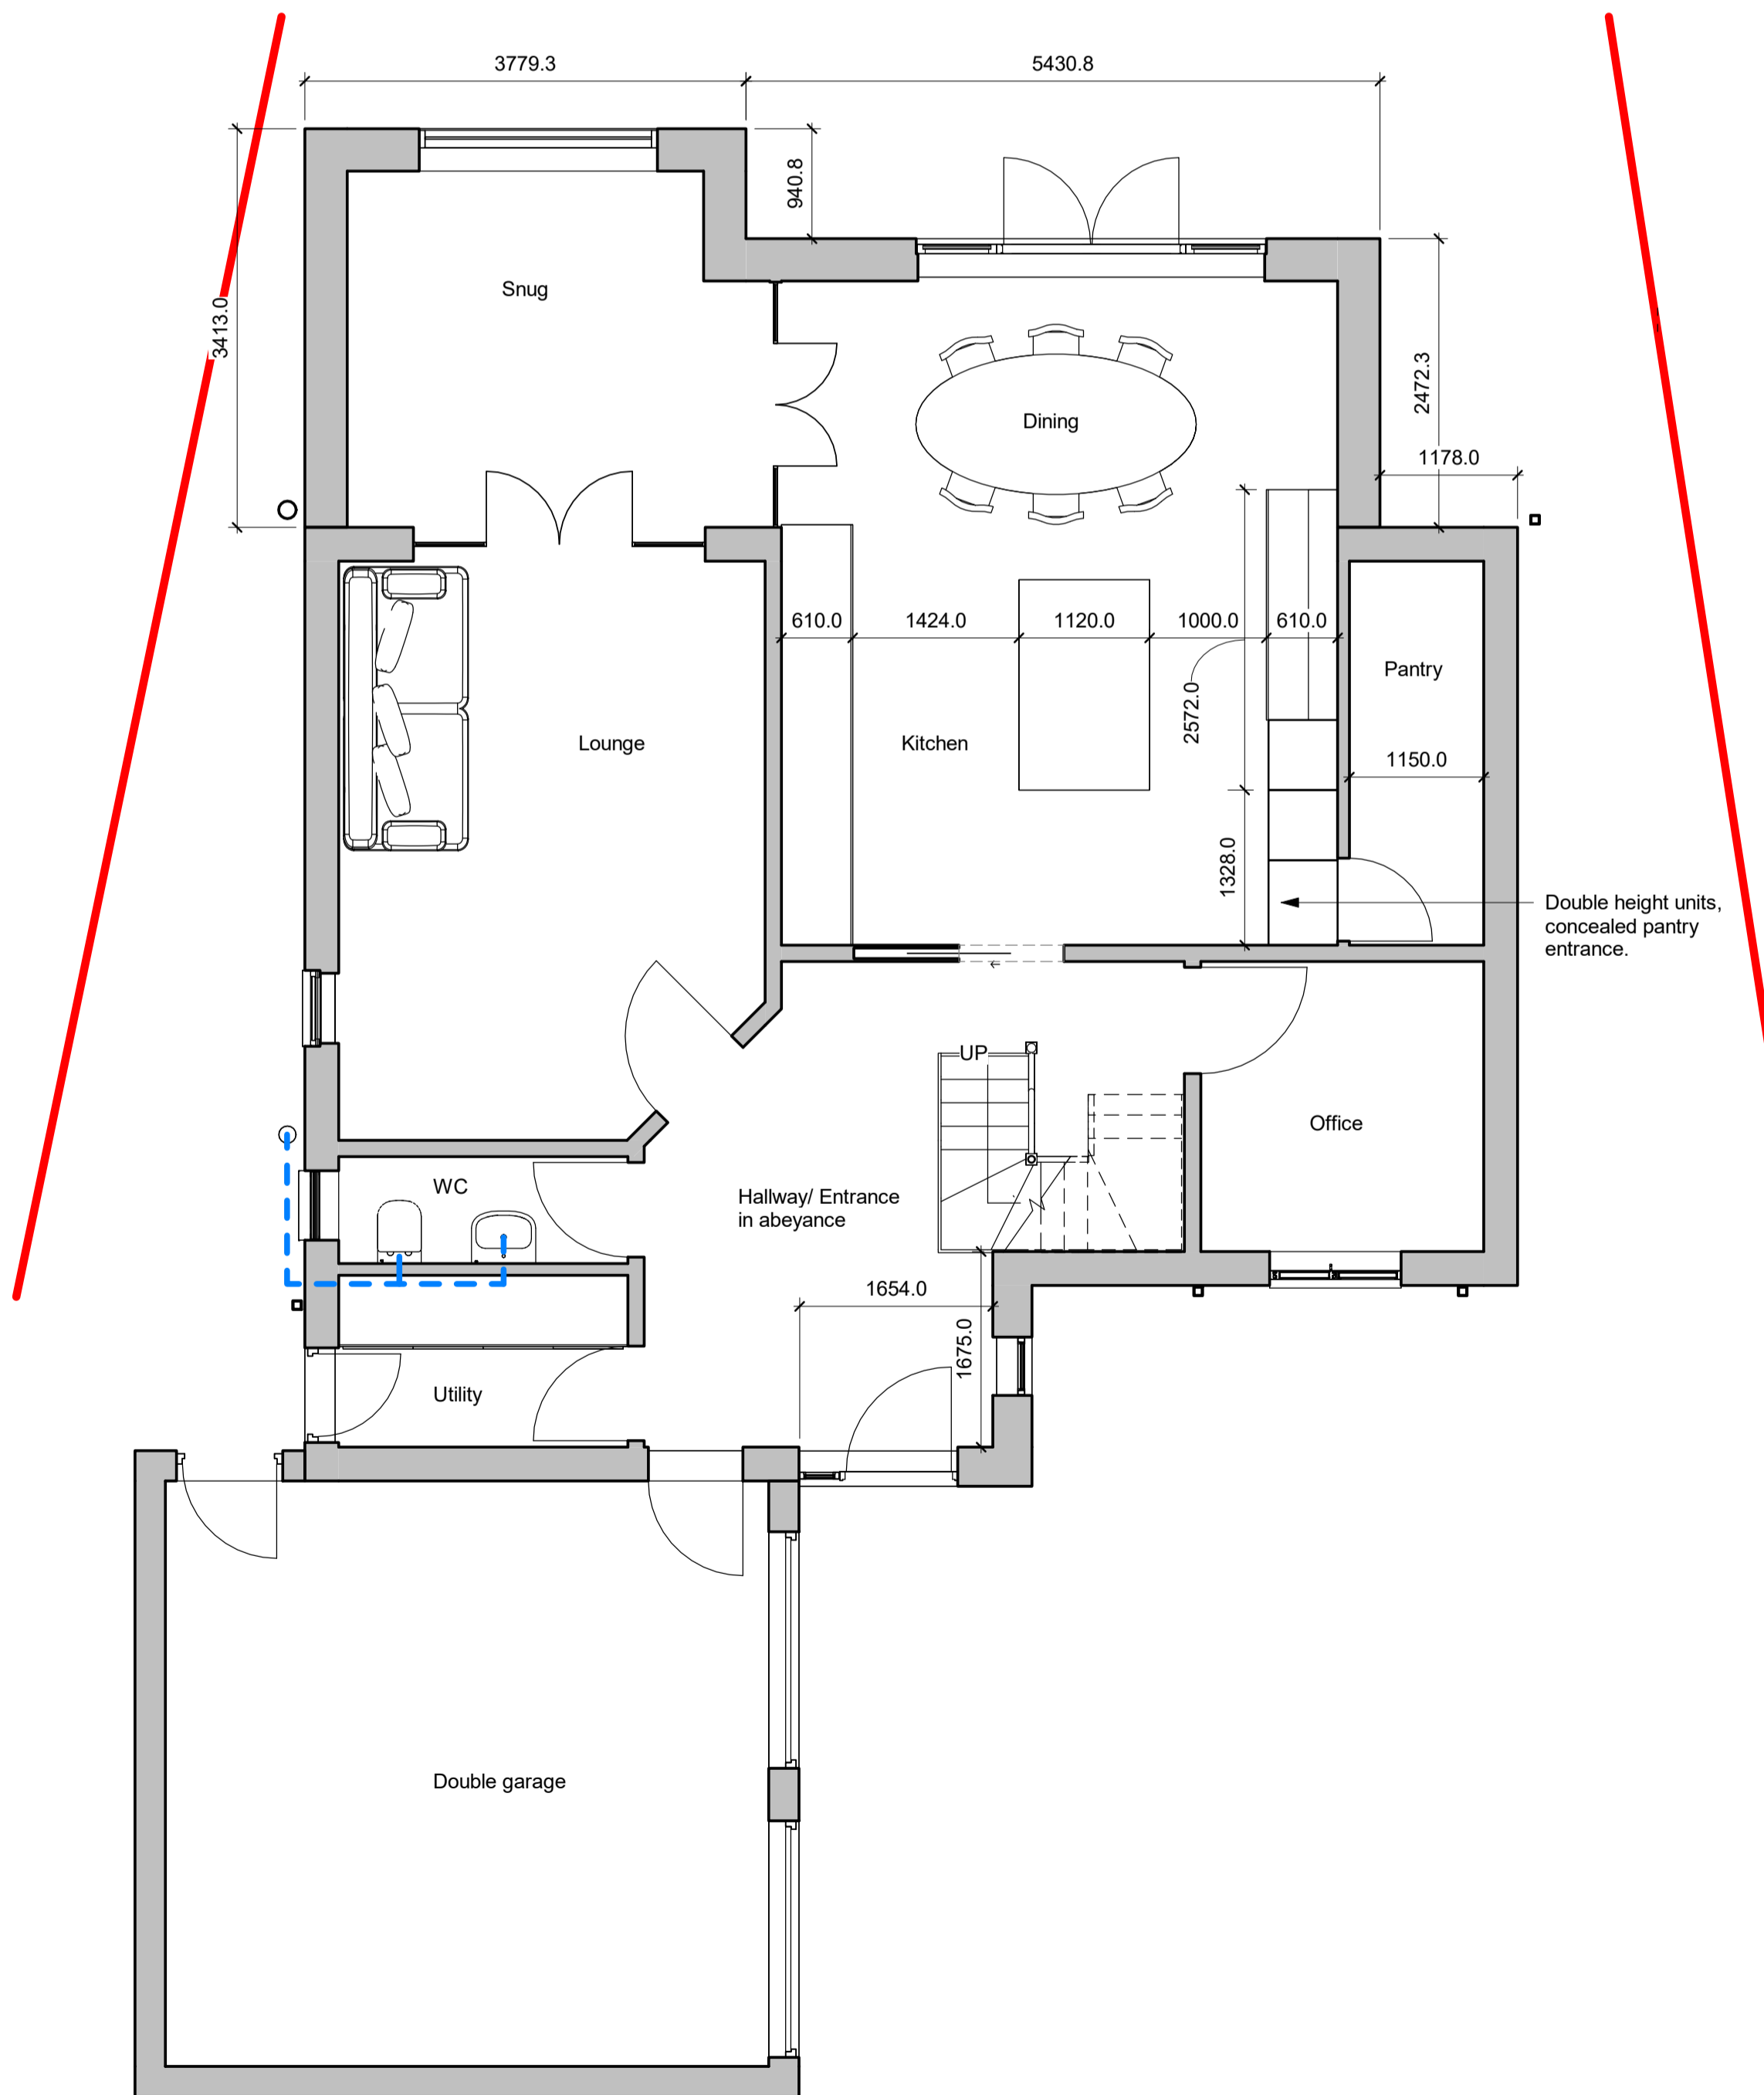 3779.3
5430.8
940.8
Snug
3413.0
2472.3
Dining
1178.0
610.0
1424.0
1120.0
1000.0
610.0
Pantry
2572.0
Lounge
Kitchen
1150.0
1328.0
Double height units,
concealed pantry
entrance.
UP
Office
WC
Hallway/ Entrance
in abeyance
1654.0
1675.0
Utility
Double garage